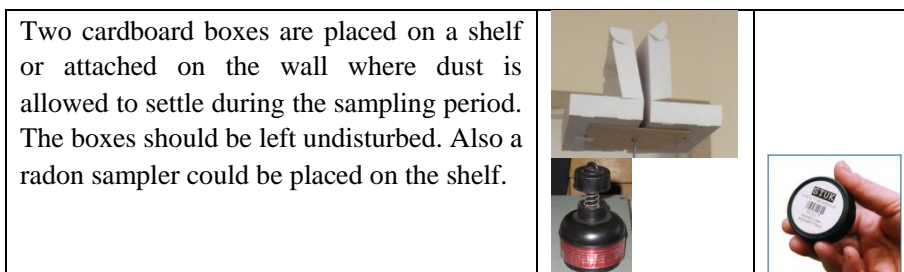 Two cardboard boxes are placed on a shelf
or attached on the wall where dust is
allowed to settle during the sampling period.
The boxes should be left undisturbed. Also a
radon sampler could be placed on the shelf.
STUK